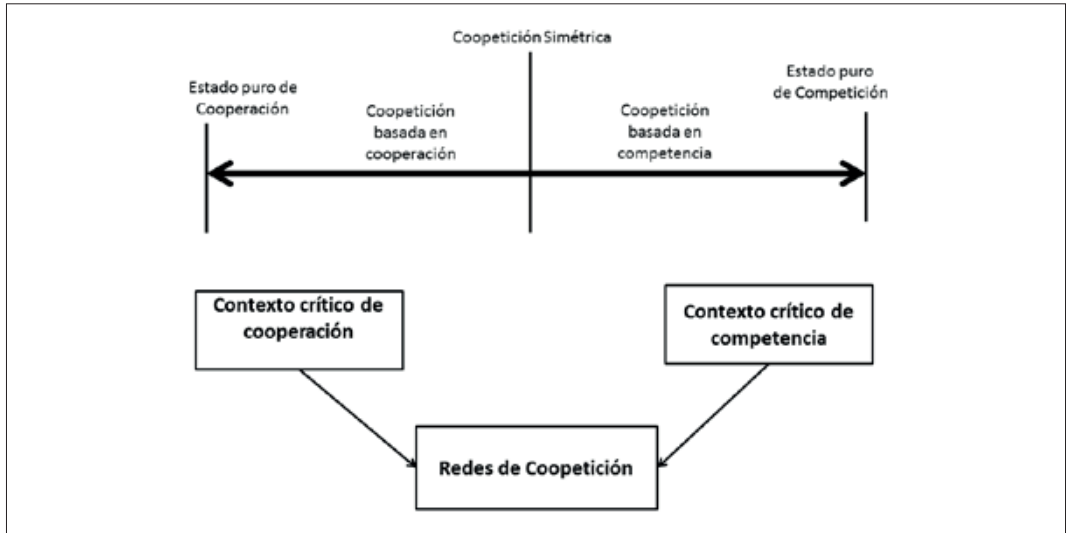 Coopetición Simétrica
Estado puro de
Cooperación
Coopetición
basada en
cooperación
Coopetición
basada en
competencia
Estado puro
de Competición
Contexto crítico de
cooperación
Contexto crítico de
competencia
Redes de Coopetición